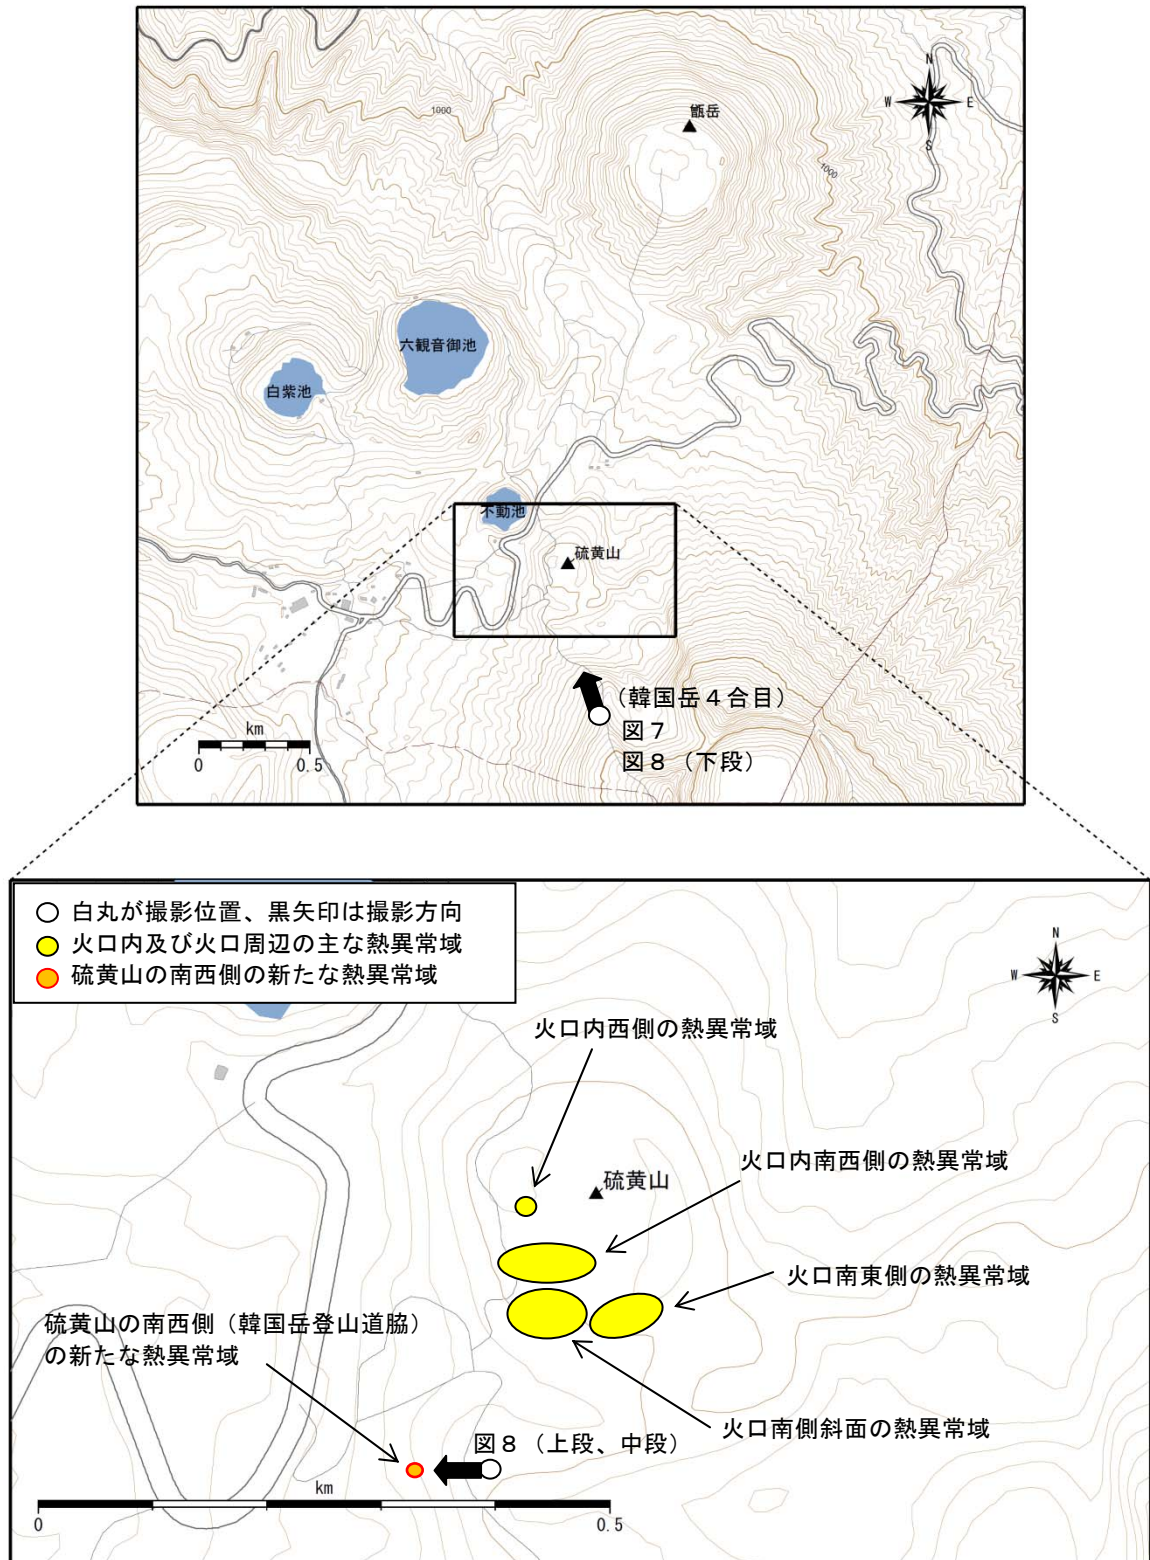 N
W
E
S
甑岳
1000
1000
六観音御池
白紫池
不動池
硫黄山
(韓国岳4合目)
図7
図8(下段)
km
0
0.5
○ 白丸が撮影位置、黒矢印は撮影方向
火口内及び火口周辺の主な熱異常域
硫黄山の南西側の新たな熱異常域
N
W
E
S
火口内西側の熱異常域
火口内南西側の熱異常域
硫黄山
火口南東側の熱異常域
硫黄山の南西側(韓国岳登山道脇)
の新たな熱異常域
火口南側斜面の熱異常域
図8(上段、中段)
km
0
0.5